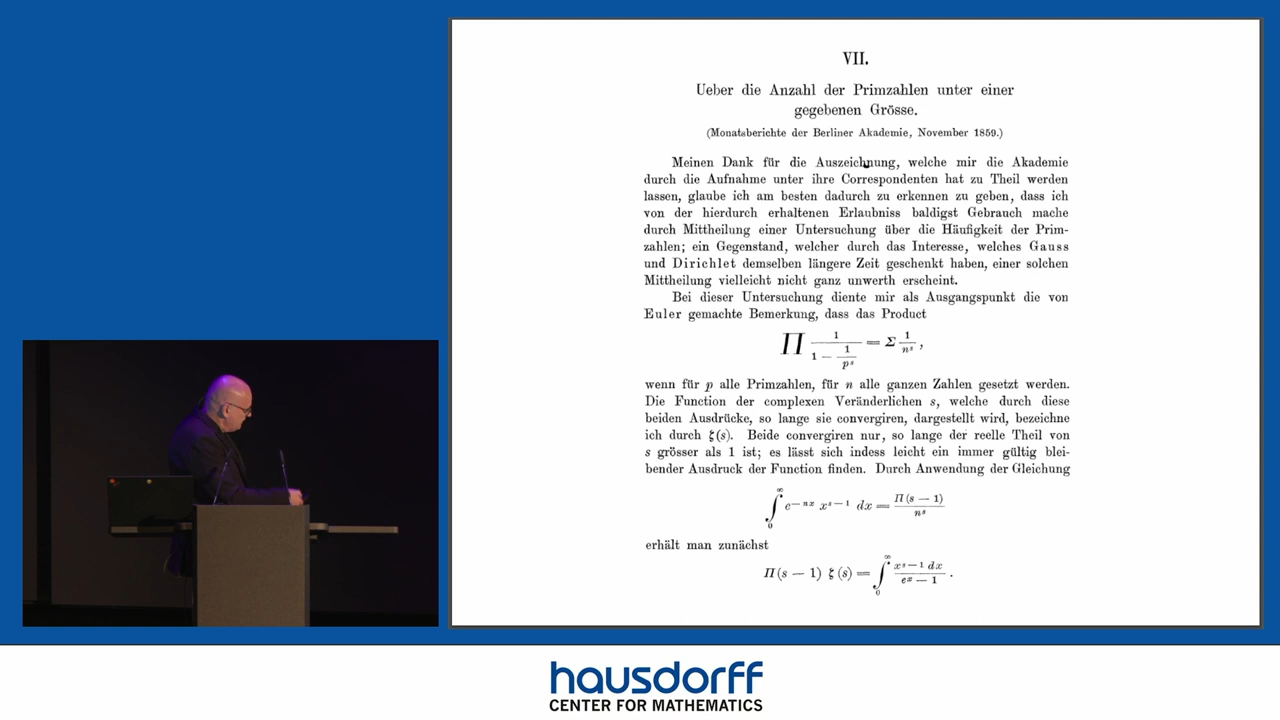 VII.
Ueber die Anzahl der Primzahlen unter einer
gegebenen Grösse.
(Monatsberichte der Berliner Akademie, November 1859.)
Meinen Dank für die Auszeichnung, welche mir die Akademie
durch die Aufnahme unter ihre Correspondenten hat zu Theil werden
lassen, glaube ich am besten dadurch zu erkennen zu geben, dass ich
von der hierdurch erhaltenen Erlaubniss baldigst Gebrauch mache
durch Mittheilung einer Untersuchung über die Häufigkeit der Prim-
zahlen; ein Gegenstand, welcher durch das Interesse, welches Gauss
und Dirichlet demselben längere Zeit geschenkt haben, einer solchen
Mittheilung vielleicht nicht ganz unwerth erscheint.
Bei dieser Untersuchung diente mir als Ausgangspunkt die von
Euler gemachte Bemerkung, dass das Product
∏ 1/(1 − 1/pˢ) = Σ 1/nˢ,
wenn für p alle Primzahlen, für n alle ganzen Zahlen gesetzt werden.
Die Function der complexen Veränderlichen s, welche durch diese
beiden Ausdrücke, so lange sie convergiren, dargestellt wird, bezeichne
ich durch ζ(s). Beide convergiren nur, so lange der reelle Theil von
s grösser als 1 ist; es lässt sich indess leicht ein immer gültig blei-
bender Ausdruck der Function finden. Durch Anwendung der Gleichung
∫₀^∞ e^(−nx) x^(s−1) dx = Π(s − 1)/nˢ
erhält man zunächst
Π(s − 1) ζ(s) = ∫₀^∞ x^(s−1) dx/(eˣ − 1).
hausdorff
CENTER FOR MATHEMATICS